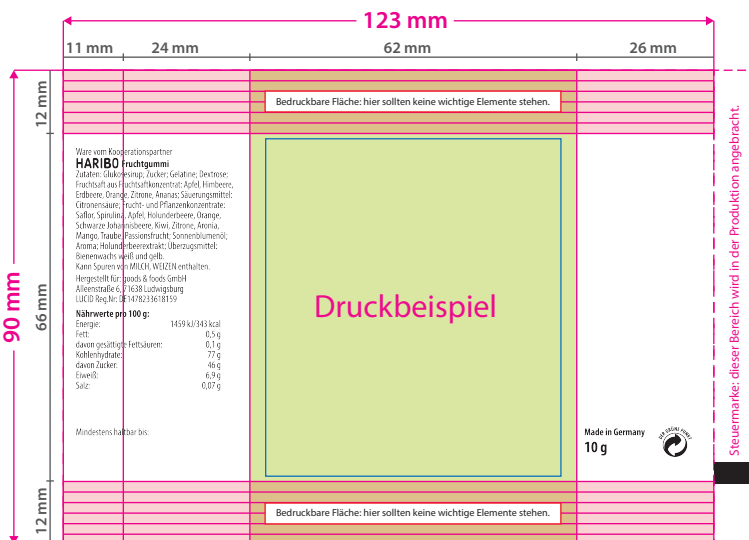 123 mm
11 mm
24 mm
62 mm
26 mm
12 mm
66 mm
12 mm
90 mm
Bedruckbare Fläche: hier sollten keine wichtige Elemente stehen.
Ware vom Kooperationspartner
HARIBO Fruchtgummi
Zutaten: Glukosesirup; Zucker; Gelatine; Dextrose;
Fruchtsaft aus Fruchtsaftkonzentrat: Apfel, Himbeere,
Erdbeere, Orange, Zitrone, Ananas; Säuerungsmittel:
Citronensäure; Frucht- und Pflanzenkonzentrate:
Saflor, Spirulina, Apfel, Holunderbeere, Orange,
Schwarze Johannisbeere, Kiwi, Zitrone, Aronia,
Mango, Traube, Passionsfrucht; Sonnenblumenöl;
Aroma; Holunderbeerextrakt; Überzugsmittel:
Bienenwachs weiß und gelb.
Kann Spuren von MILCH, WEIZEN enthalten.
Hergestellt für: goods & foods GmbH
Alleenstraße 6, 71638 Ludwigsburg
LUCID Reg.Nr: DE1478233618159
Nährwerte pro 100 g:
Energie: 1459 kJ/343 kcal
Fett: 0,5 g
davon gesättigte Fettsäuren: 0,1 g
Kohlenhydrate: 77 g
davon Zucker: 46 g
Eiweiß: 6,9 g
Salz: 0,07 g
Mindestens haltbar bis:
Druckbeispiel
Made in Germany
10 g
DER GRÜNE PUNKT
Bedruckbare Fläche: hier sollten keine wichtige Elemente stehen.
Steuermarke: dieser Bereich wird in der Produktion angebracht.